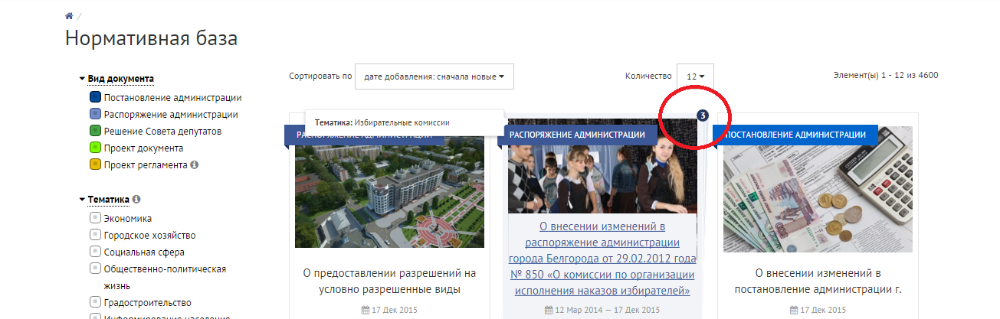 /
Нормативная база
Вид документа
Постановление администрации
Распоряжение администрации
Решение Совета депутатов
Проект документа
Проект регламента
Тематика
Экономика
Городское хозяйство
Социальная сфера
Общественно-политическая
жизнь
Градостроительство
Информирование населения
Сортировать по дате добавления: сначала новые
Количество 12
Элемент(ы) 1 - 12 из 4600
Тематика: Избирательные комиссии
РАСПОРЯЖЕНИЕ АДМИНИСТРАЦИИ
О предоставлении разрешений на
условно разрешенные виды
17 Дек 2015
3
РАСПОРЯЖЕНИЕ АДМИНИСТРАЦИИ
О внесении изменений в
распоряжение администрации
города Белгорода от 29.02.2012 года
№ 850 «О комиссии по организации
исполнения наказов избирателей»
12 Мар 2014 — 17 Дек 2015
ПОСТАНОВЛЕНИЕ АДМИНИСТРАЦИИ
О внесении изменений в
постановление администрации г.
17 Дек 2015